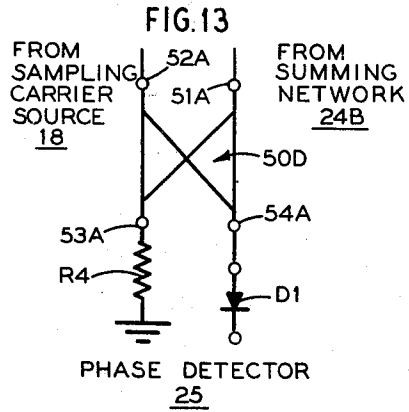 FIG.13
FROM
SAMPLING
CARRIER
SOURCE
18
52A
51A
FROM
SUMMING
NETWORK
24B
50D
53A
54A
R4
D1
PHASE DETECTOR
25